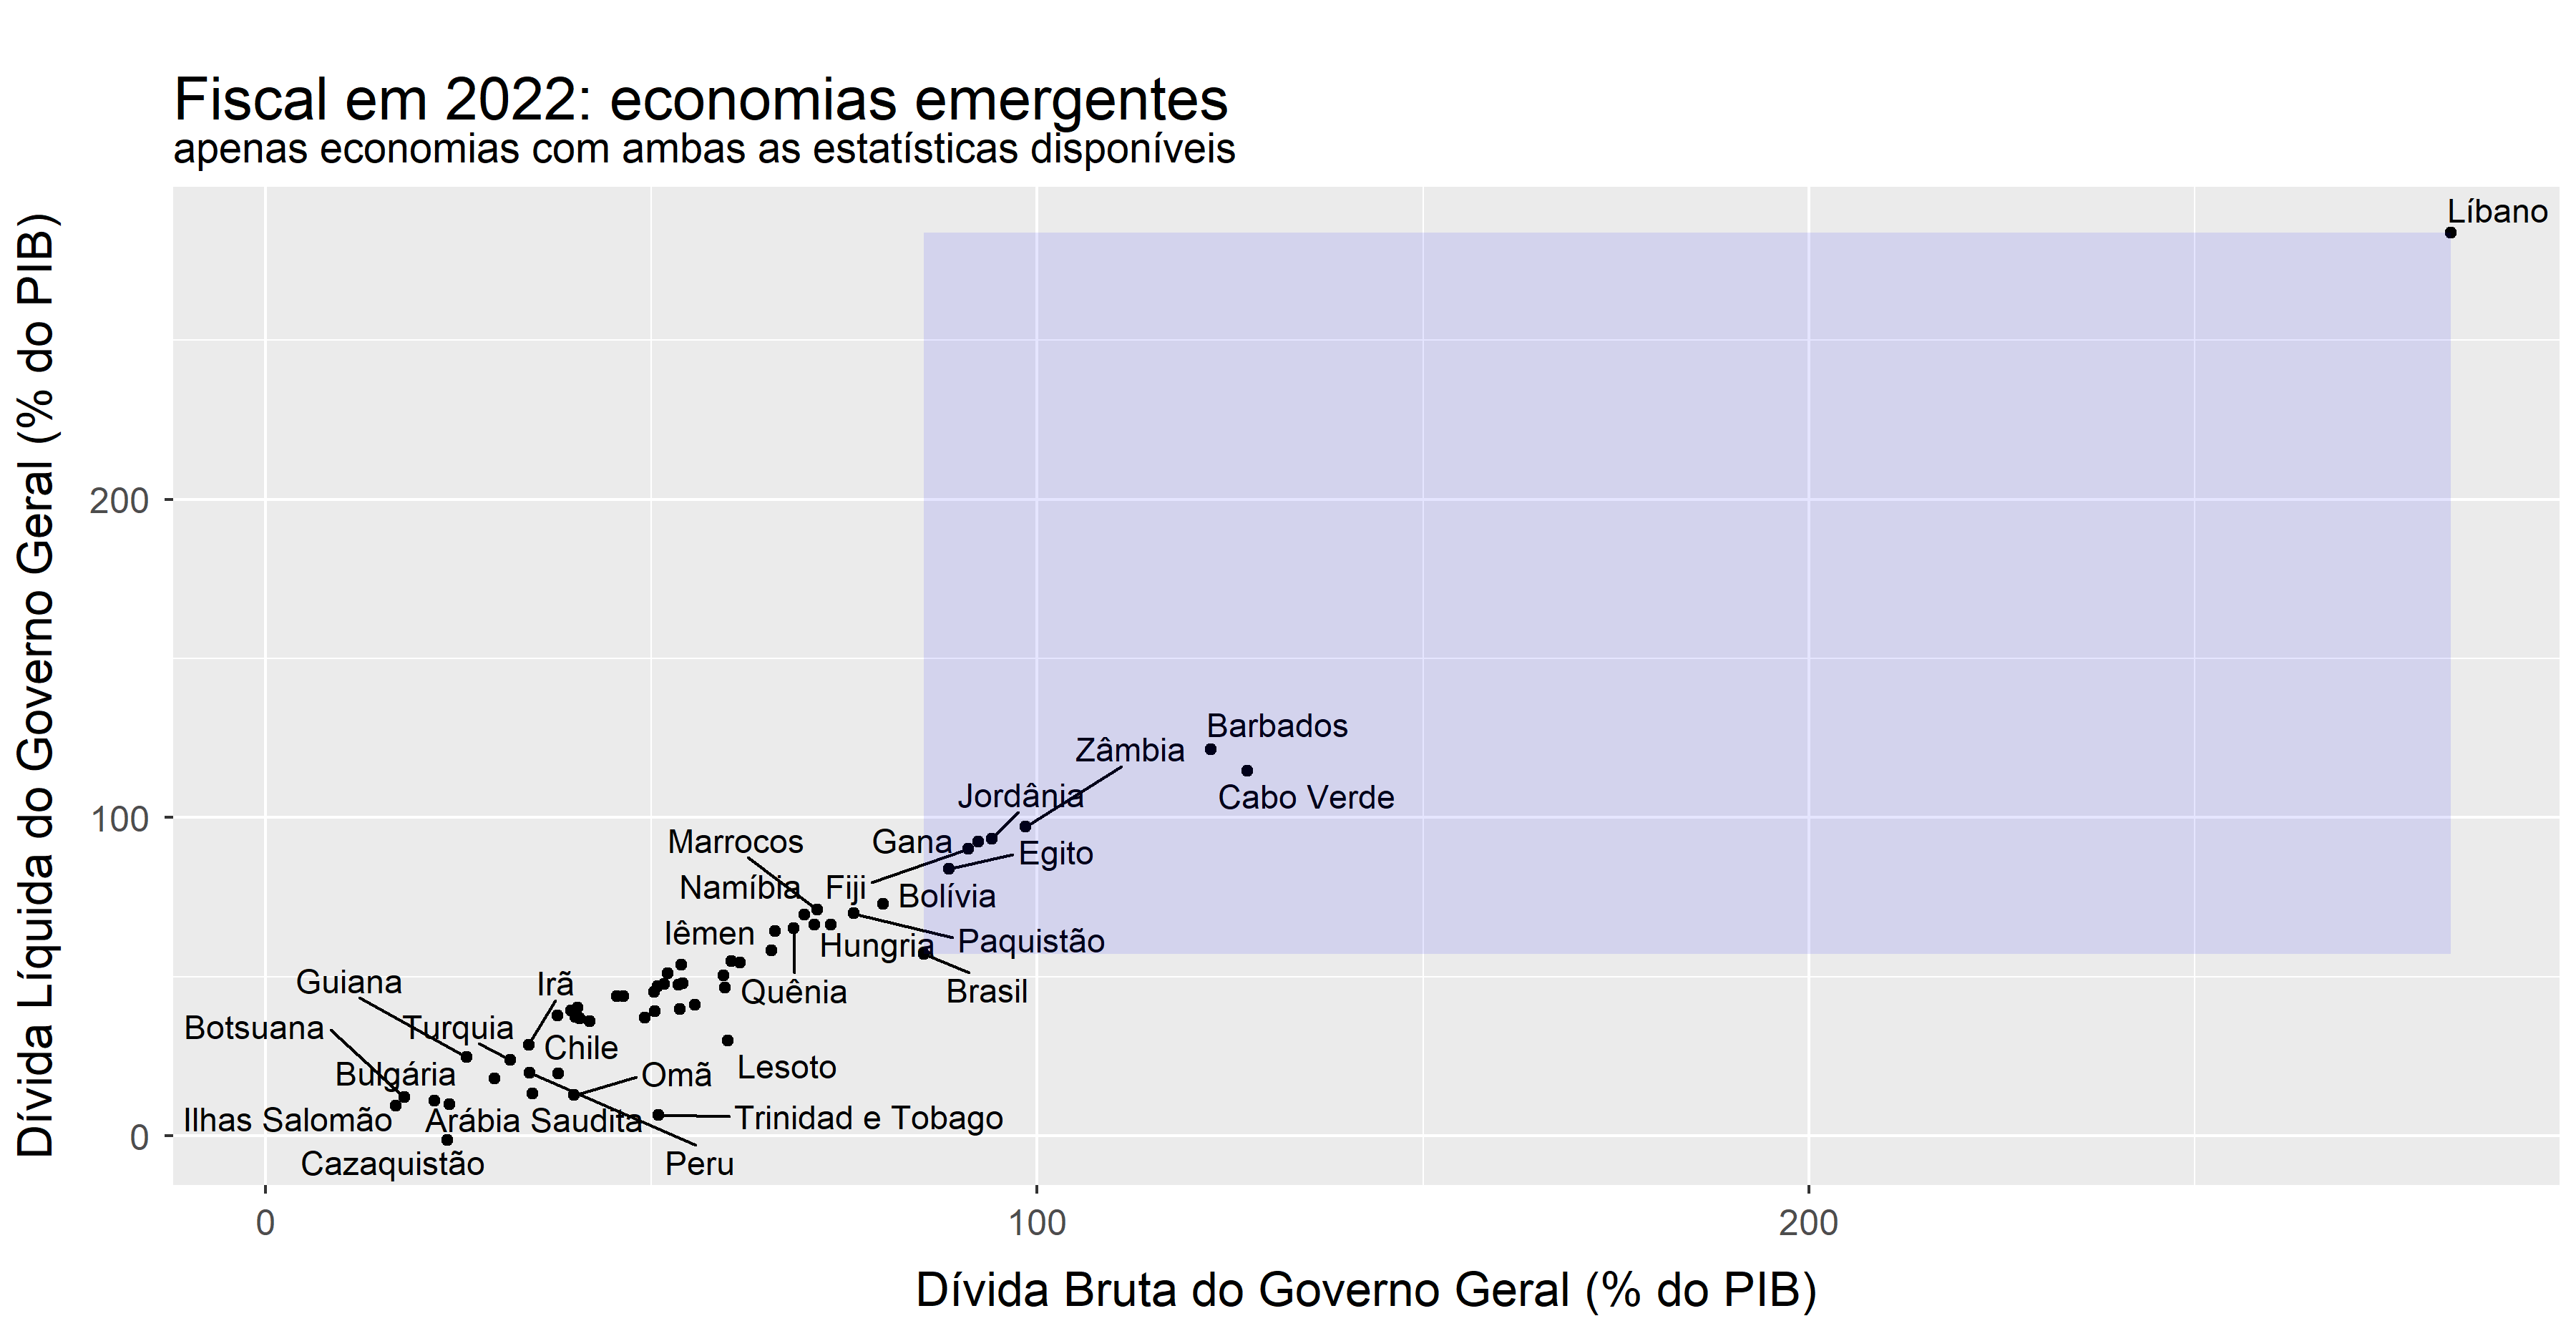 Fiscal em 2022: economias emergentes
apenas economias com ambas as estatísticas disponíveis
Dívida Líquida do Governo Geral (% do PIB)
200
100
0
Líbano
Barbados
Zâmbia
Cabo Verde
Jordânia
Marrocos
Gana
Egito
Namíbia
Fiji
Bolívia
Iêmen
Hungria
Paquistão
Guiana
Irã
Quênia
Brasil
Botsuana
Turquia
Chile
Bulgária
Omã
Lesoto
Ilhas Salomão
Arábia Saudita
Trinidad e Tobago
Cazaquistão
Peru
0
100
200
Dívida Bruta do Governo Geral (% do PIB)